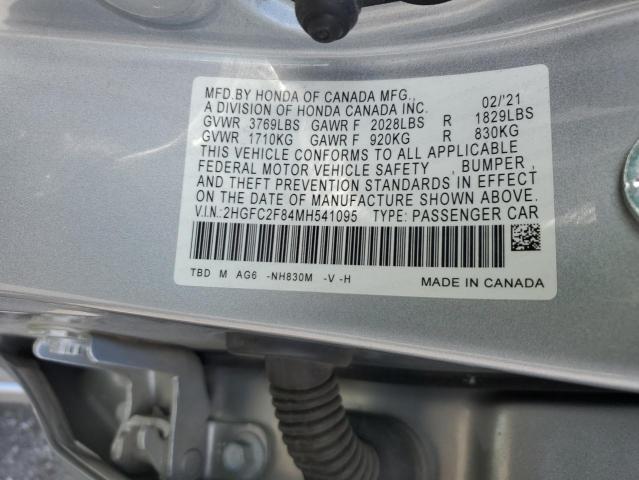 MFD.BY HONDA OF CANADA MFG.,
A DIVISION OF HONDA CANADA INC. 02/'21
GVWR 3769LBS GAWR F 2028LBS R 1829LBS
GVWR 1710KG GAWR F 920KG R 830KG
THIS VEHICLE CONFORMS TO ALL APPLICABLE
FEDERAL MOTOR VEHICLE SAFETY , BUMPER ,
AND THEFT PREVENTION STANDARDS IN EFFECT
ON THE DATE OF MANUFACTURE SHOWN ABOVE.
V.I.N.:2HGFC2F84MH541095 TYPE: PASSENGER CAR
TBD M AG6 -NH830M -V -H
MADE IN CANADA